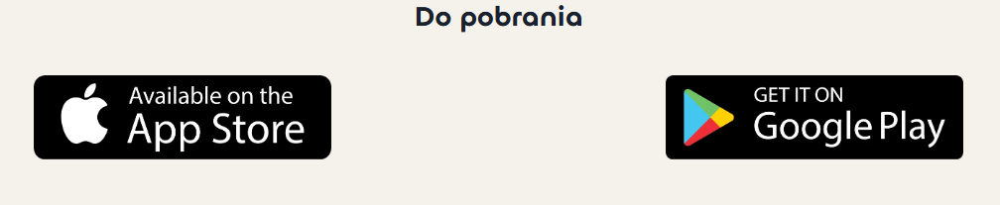 Do pobrania
Available on the
App Store
GET IT ON
Google Play